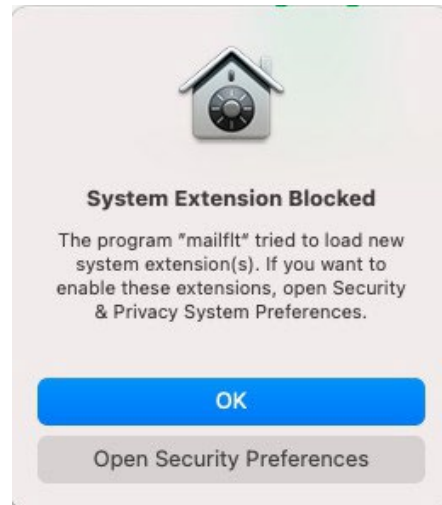 System Extension Blocked
The program "mailflt" tried to load new
system extension(s). If you want to
enable these extensions, open Security
& Privacy System Preferences.
OK
Open Security Preferences